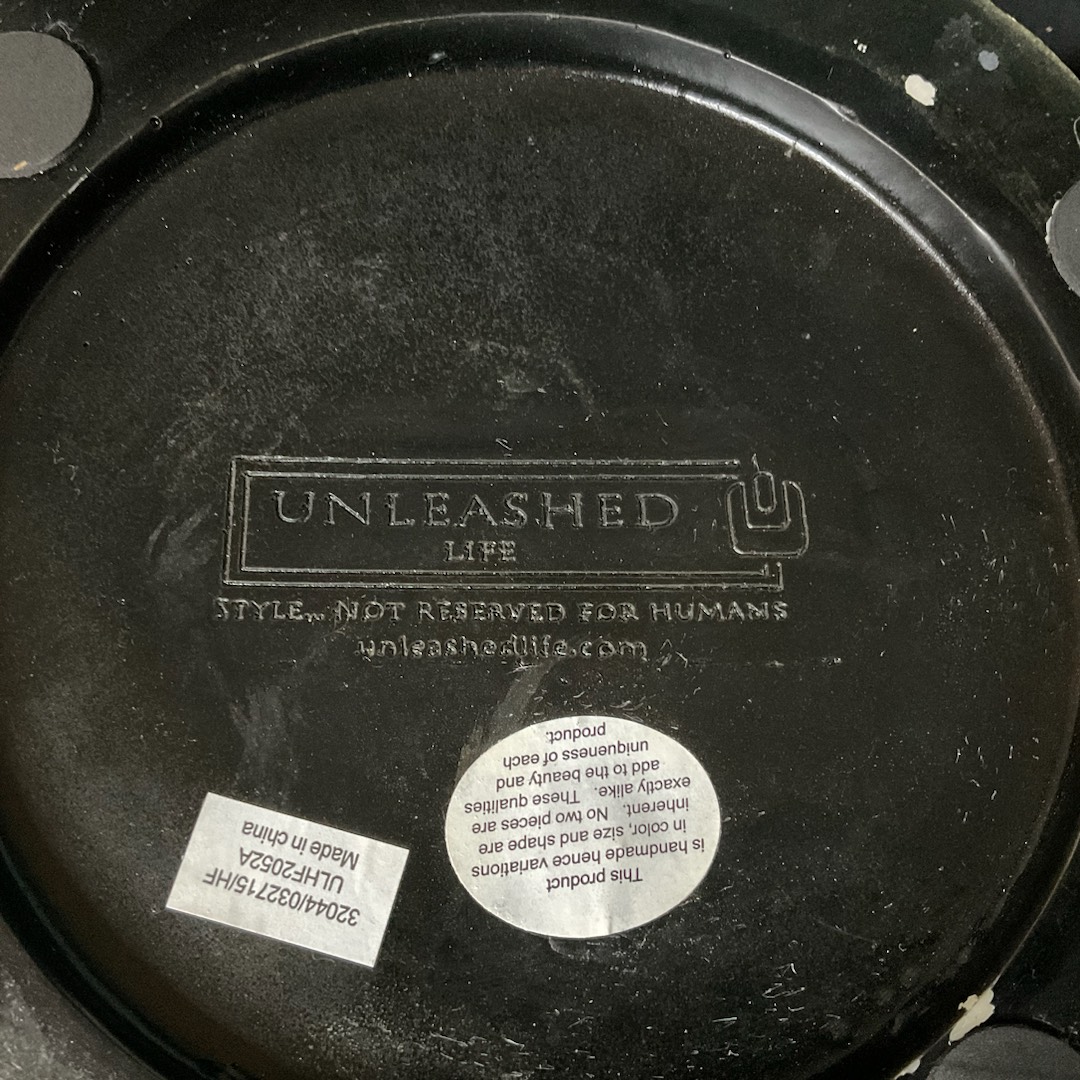 UNLEASHED
LIFE
STYLE... NOT RESERVED FOR HUMANS
unleashedlife.com
This product
is handmade hence variations
in color, size and shape are
inherent. No two pieces are
exactly alike. These qualities
add to the beauty and
uniqueness of each
product.
32044/032715/HF
ULHF2052A
Made in china